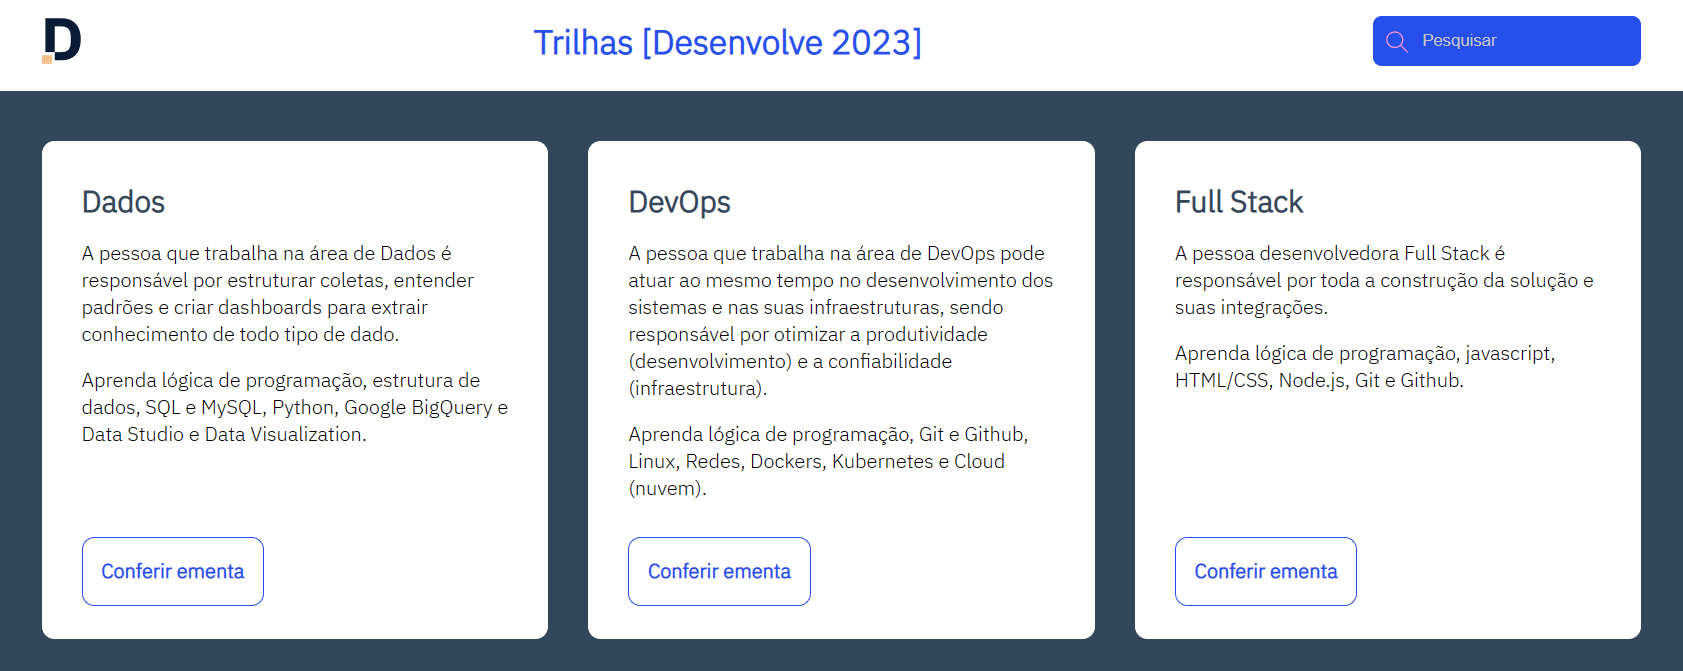 D
Trilhas [Desenvolve 2023]
Pesquisar
Dados
A pessoa que trabalha na área de Dados é
responsável por estruturar coletas, entender
padrões e criar dashboards para extrair
conhecimento de todo tipo de dado.
Aprenda lógica de programação, estrutura de
dados, SQL e MySQL, Python, Google BigQuery e
Data Studio e Data Visualization.
Conferir ementa
DevOps
A pessoa que trabalha na área de DevOps pode
atuar ao mesmo tempo no desenvolvimento dos
sistemas e nas suas infraestruturas, sendo
responsável por otimizar a produtividade
(desenvolvimento) e a confiabilidade
(infraestrutura).
Aprenda lógica de programação, Git e Github,
Linux, Redes, Dockers, Kubernetes e Cloud
(nuvem).
Conferir ementa
Full Stack
A pessoa desenvolvedora Full Stack é
responsável por toda a construção da solução e
suas integrações.
Aprenda lógica de programação, javascript,
HTML/CSS, Node.js, Git e Github.
Conferir ementa